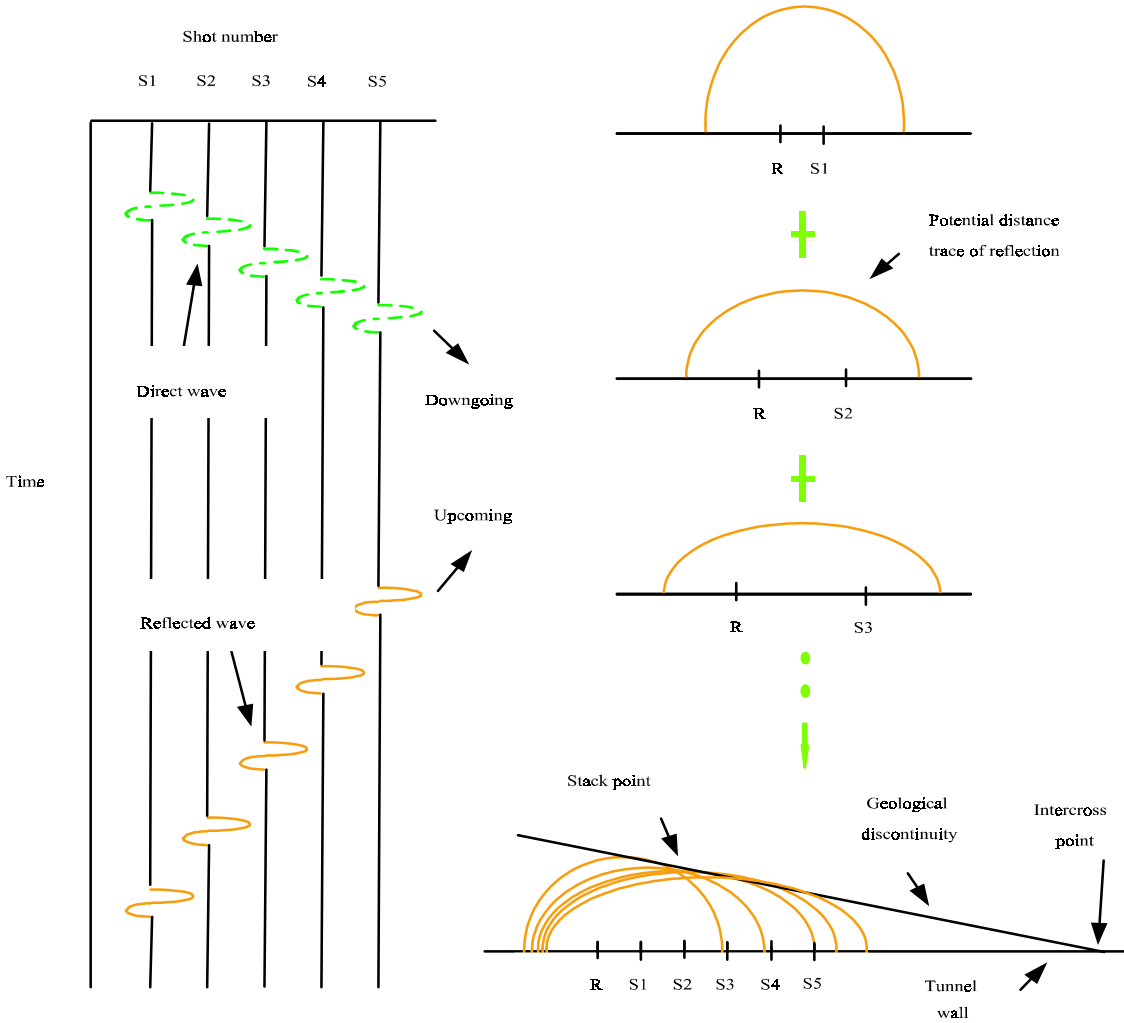 Shot number
S1 S2 S3 S4 S5
Direct wave
Downgoing
Time
Upcoming
Reflected wave
R S1
Potential distance
trace of reflection
R S2
R S3
Stack point
Geological
discontinuity
Intercross
point
R S1 S2 S3 S4 S5
Tunnel
wall